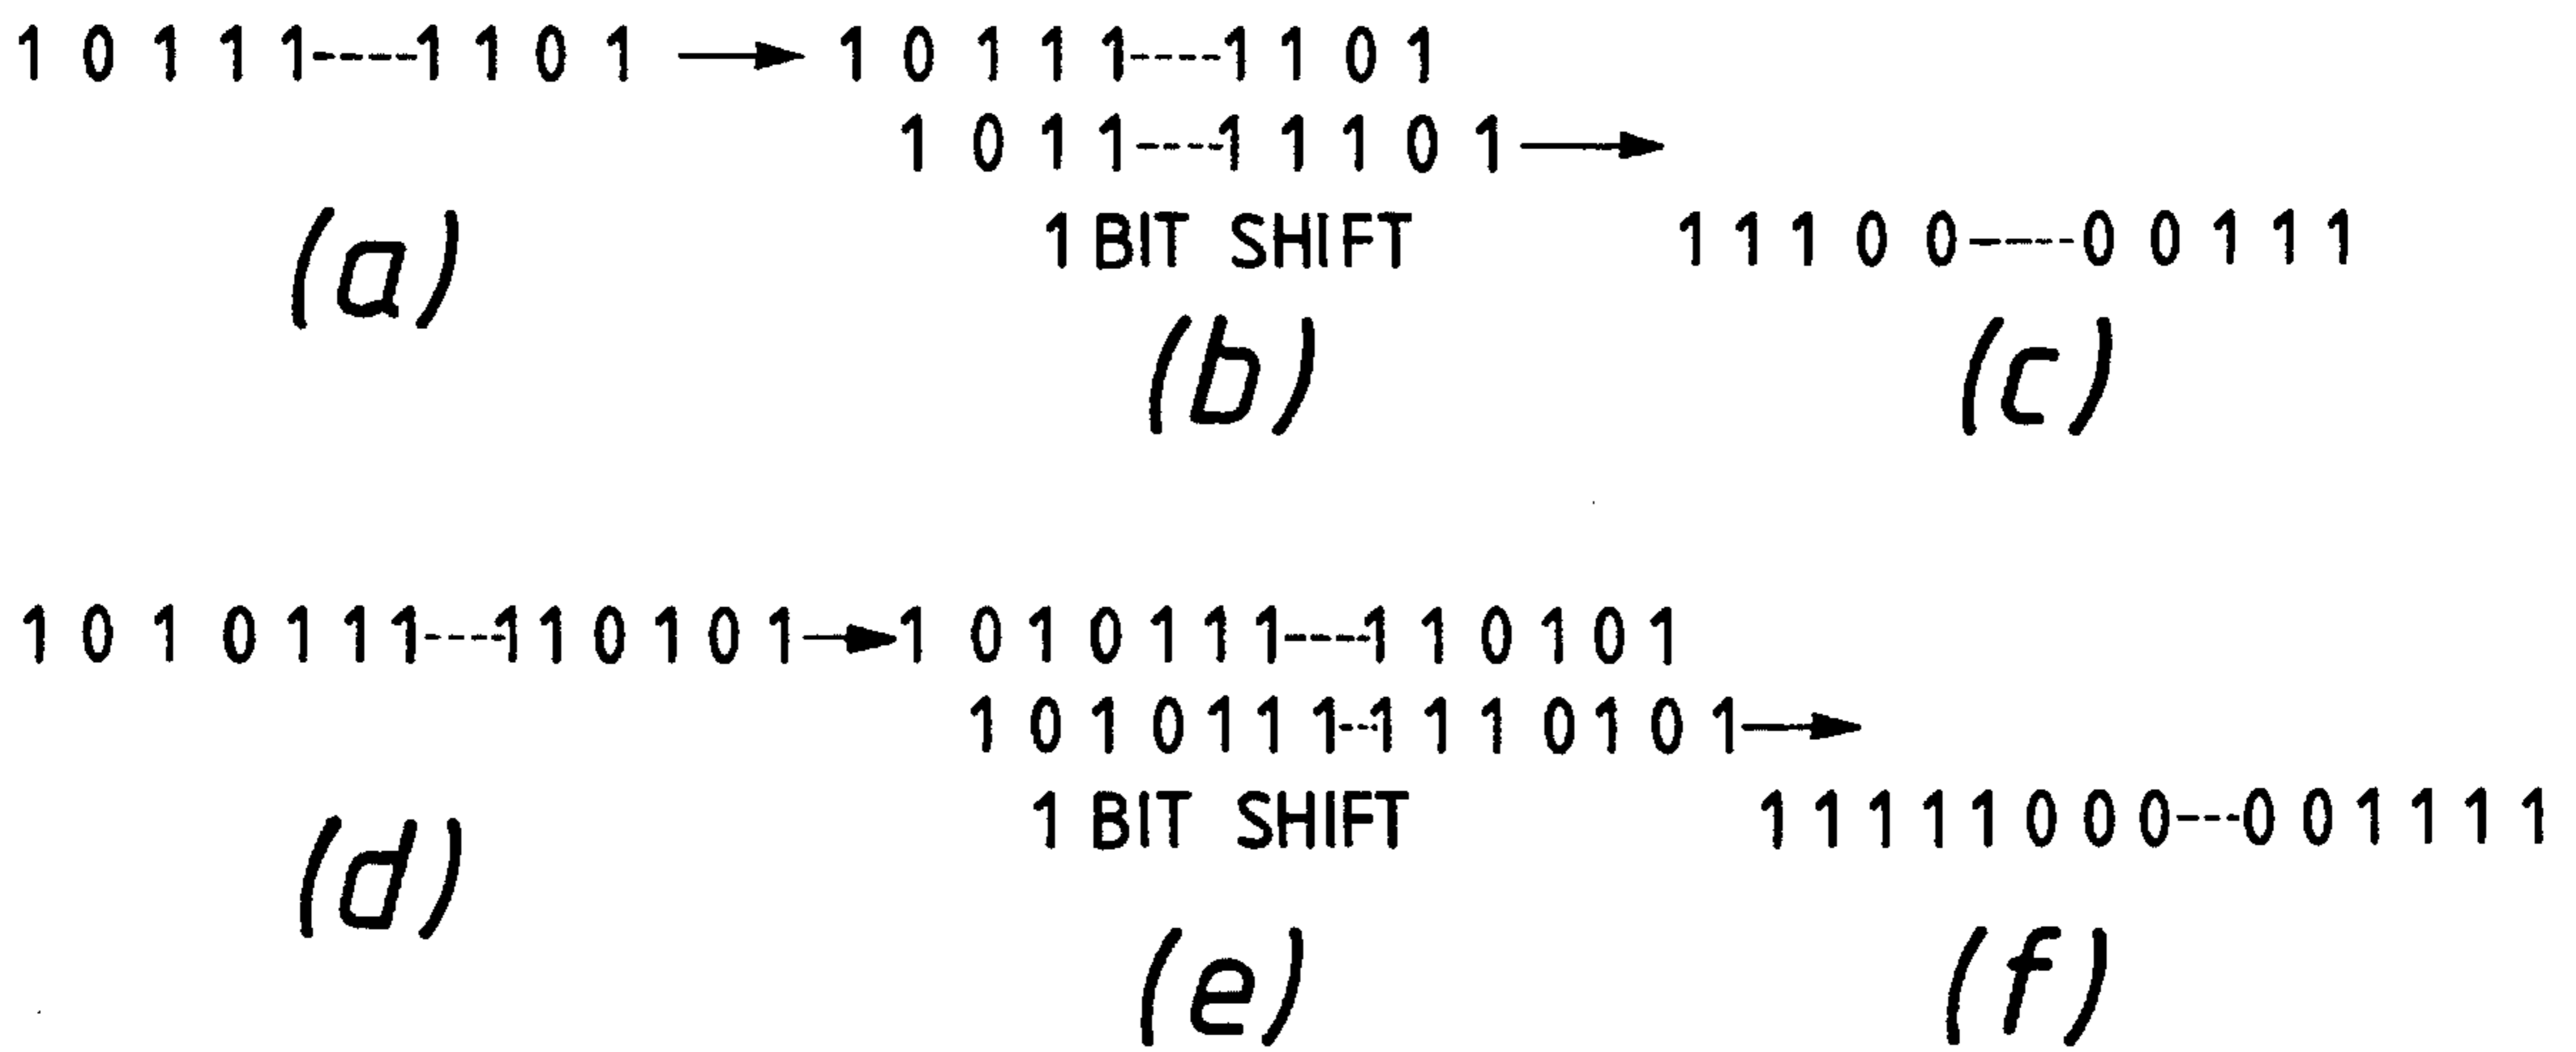 1 0 1 1 1----1 1 0 1 → 1 0 1 1 1----1 1 0 1
1 0 1 1----1 1 1 0 1 →
1 BIT SHIFT
1 1 1 0 0----0 0 1 1 1
(a)
(b)
(c)
1 0 1 0 1 1 1----1 1 0 1 0 1 → 1 0 1 0 1 1 1----1 1 0 1 0 1
1 0 1 0 1 1 1---1 1 1 0 1 0 1 →
1 BIT SHIFT
1 1 1 1 1 0 0 0---0 0 1 1 1 1
(d)
(e)
(f)